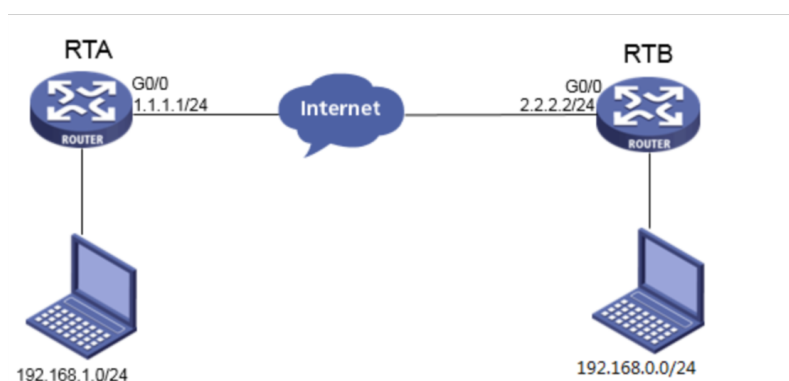 RTA
G0/0
1.1.1.1/24
ROUTER
Internet
RTB
G0/0
2.2.2.2/24
ROUTER
192.168.1.0/24
192.168.0.0/24